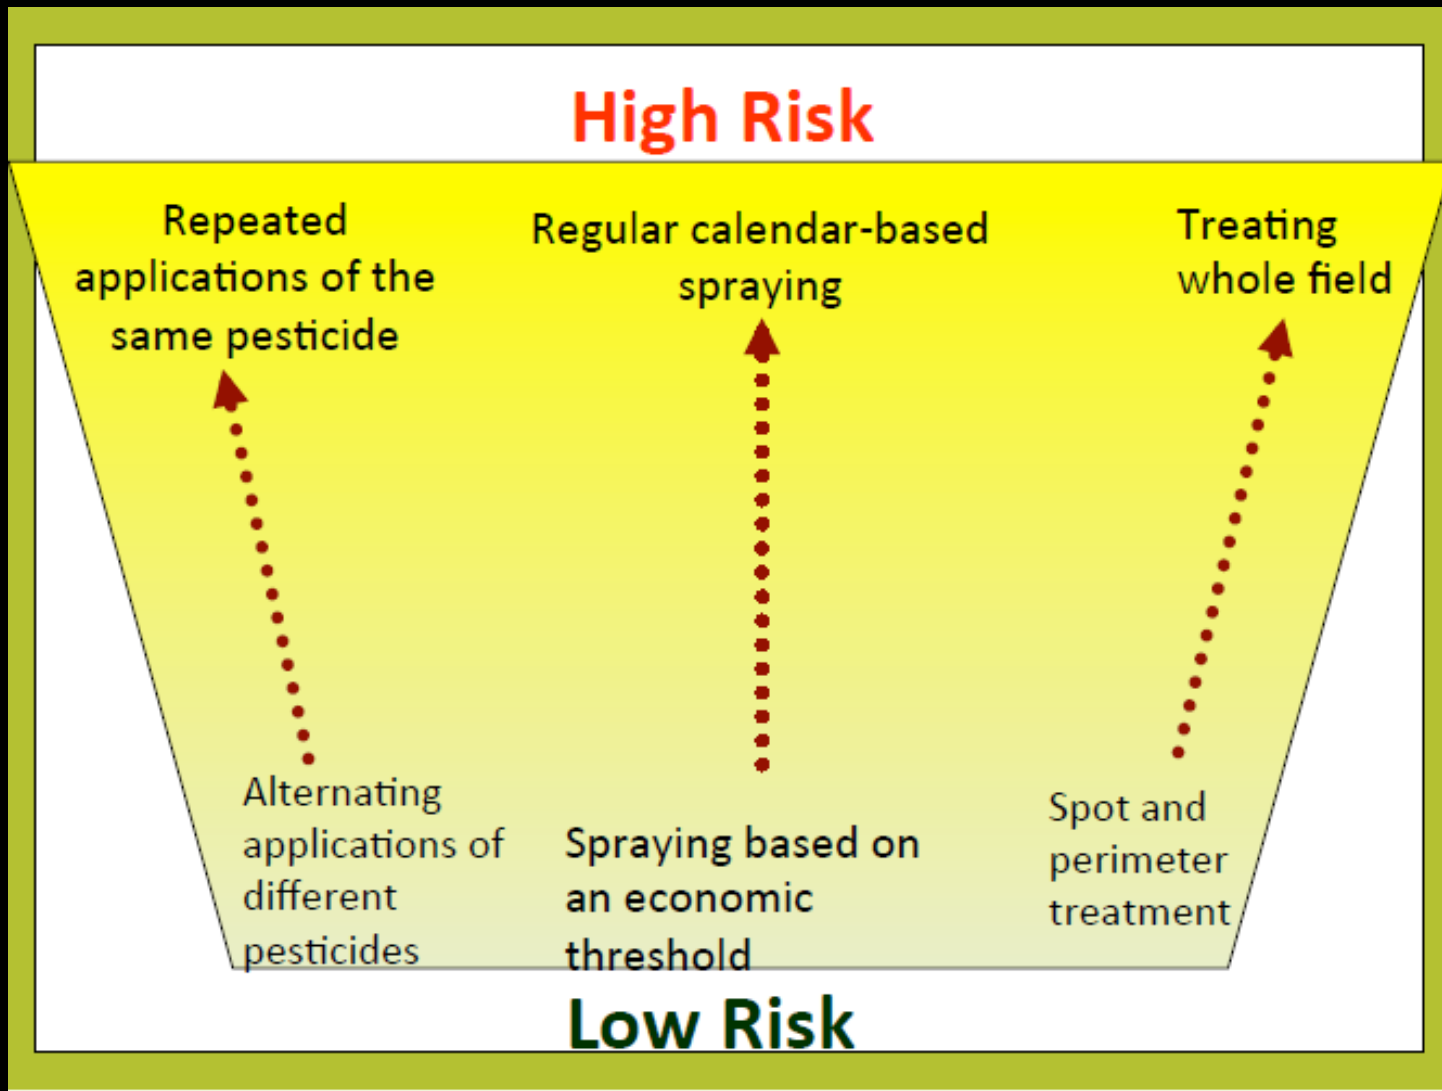 High Risk
Repeated
applications of the
same pesticide
Regular calendar-based
spraying
Treating
whole field
Alternating
applications of
different
pesticides
Spraying based on
an economic
threshold
Spot and
perimeter
treatment
Low Risk